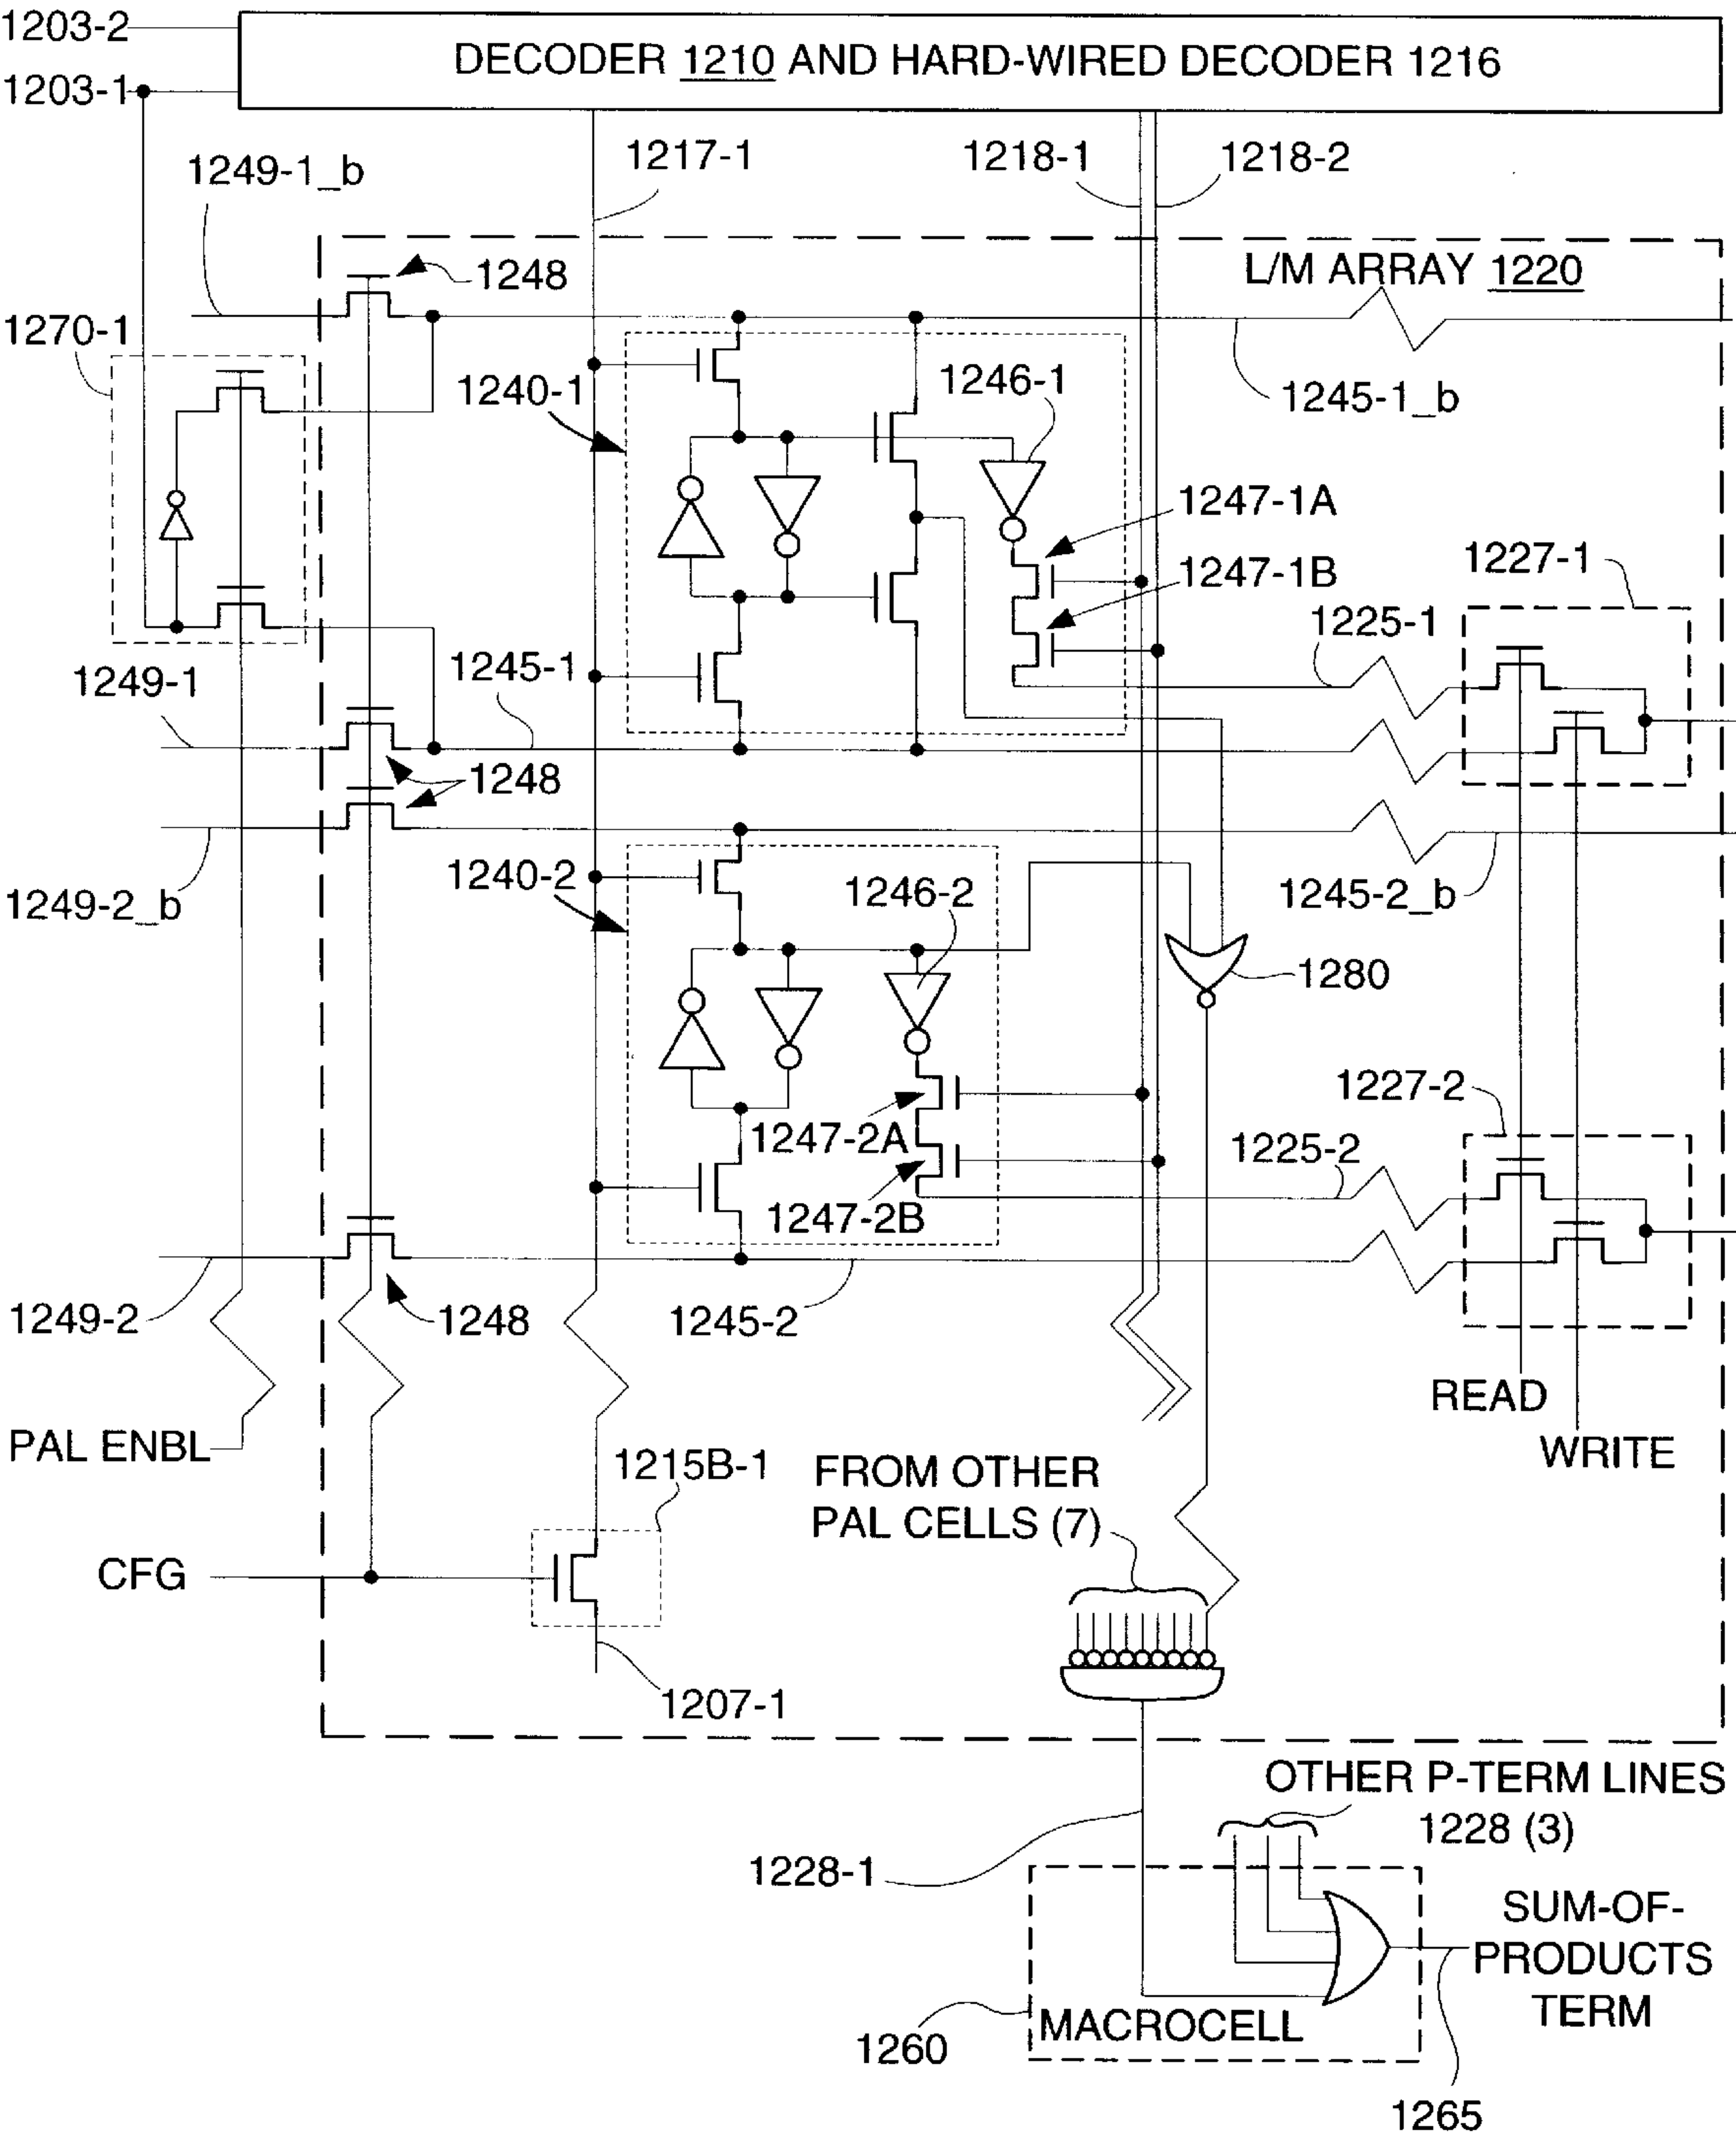 1203-2
DECODER 1210 AND HARD-WIRED DECODER 1216
1203-1
1217-1
1218-1
1218-2
1249-1_b
1248
L/M ARRAY 1220
1270-1
1240-1
1246-1
1245-1_b
1247-1A
1247-1B
1227-1
1225-1
1249-1
1245-1
1248
1240-2
1246-2
1249-2_b
1245-2_b
1280
1227-2
1247-2A
1225-2
1247-2B
1249-2
1248
1245-2
READ
PAL ENBL
WRITE
1215B-1
FROM OTHER
PAL CELLS (7)
CFG
1207-1
OTHER P-TERM LINES
1228 (3)
1228-1
SUM-OF-
PRODUCTS
TERM
MACROCELL
1260
1265